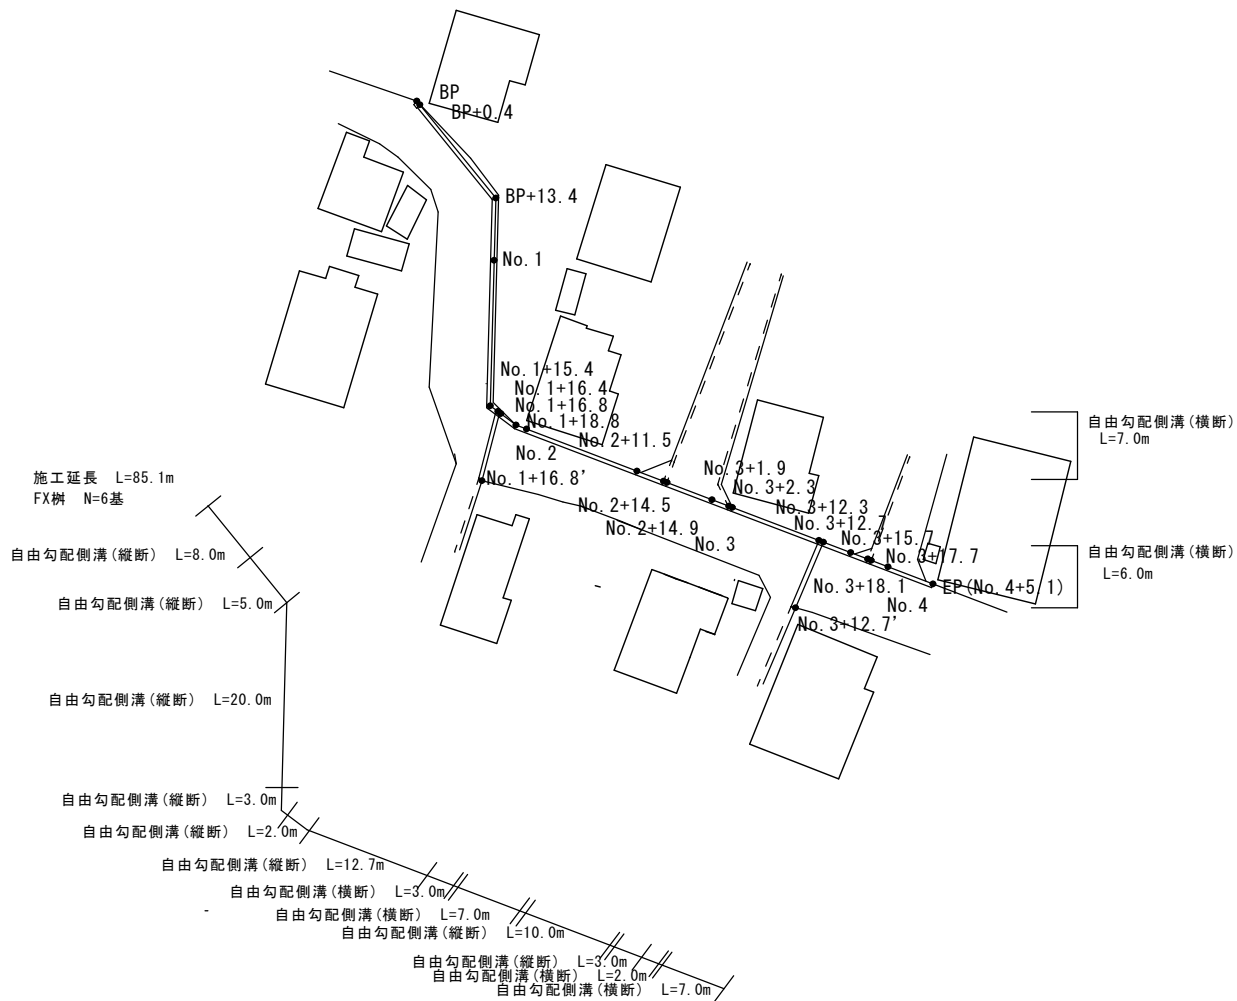 BP
BP+0.4
BP+13.4
No.1
No.1+15.4
No.1+16.4
No.1+16.8
No.1+18.8
No.2+11.5
No.2
No.3+1.9
No.1+16.8’
No.3+2.3
No.2+14.5
No.3+12.3
No.2+14.9
No.3+12.7
No.3
No.3+15.7
No.3+17.7
No.3+18.1
EP(No.4+5.1)
No.4
No.3+12.7’
自由勾配側溝(横断)
L=7.0m
自由勾配側溝(横断)
L=6.0m
施工延長 L=85.1m
FX桝 N=6基
自由勾配側溝(縦断) L=8.0m
自由勾配側溝(縦断) L=5.0m
自由勾配側溝(縦断) L=20.0m
自由勾配側溝(縦断) L=3.0m
自由勾配側溝(縦断) L=2.0m
自由勾配側溝(縦断) L=12.7m
自由勾配側溝(横断) L=3.0m
自由勾配側溝(横断) L=7.0m
自由勾配側溝(縦断) L=10.0m
自由勾配側溝(縦断) L=3.0m
自由勾配側溝(横断) L=2.0m
自由勾配側溝(横断) L=7.0m